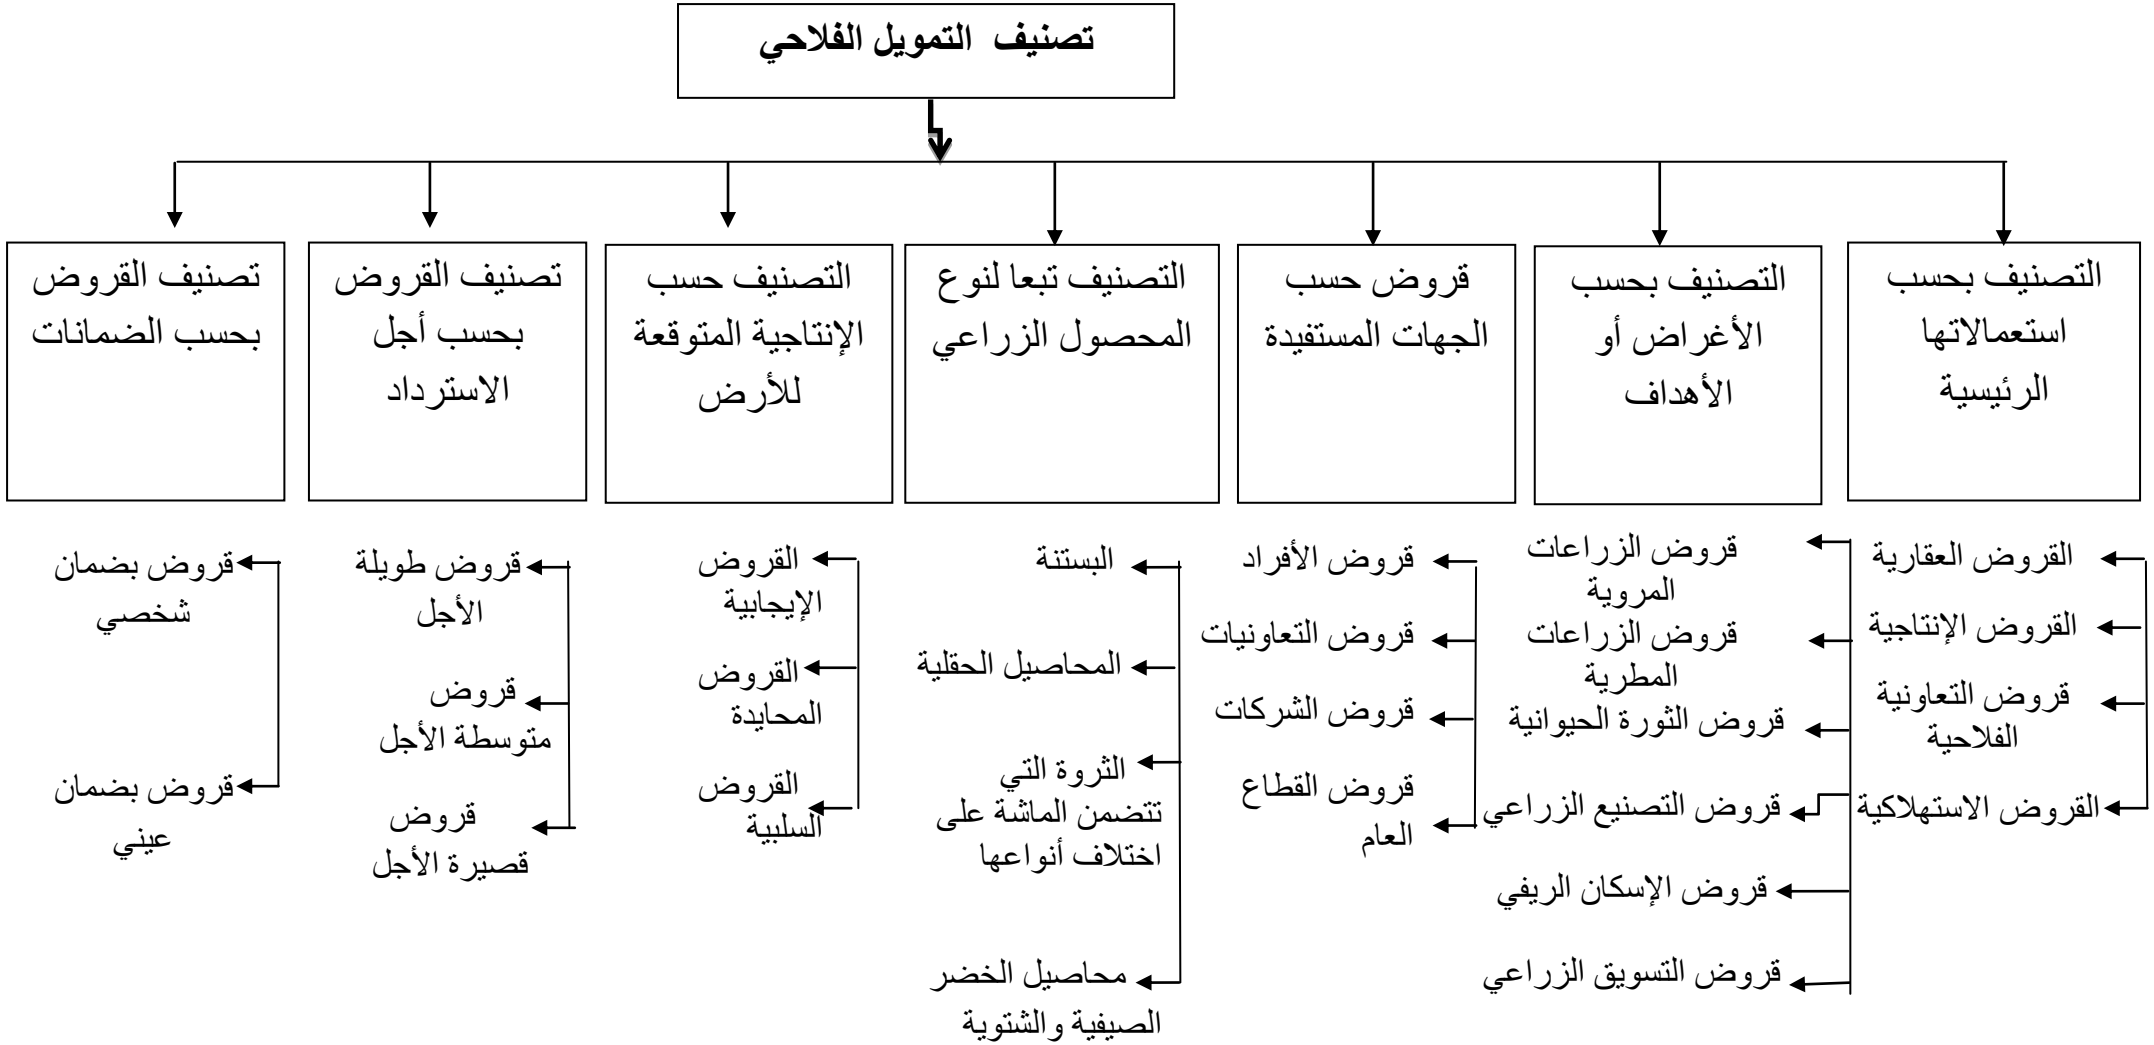 تصنيف التمويل الفلاحي
التصنيف بحسب
استعمالاتها
الرئيسية
التصنيف بحسب
الأغراض أو
الأهداف
قروض حسب
الجهات المستفيدة
التصنيف تبعا لنوع
المحصول الزراعي
التصنيف حسب
الإنتاجية المتوقعة
للأرض
تصنيف القروض
بحسب أجل
الاسترداد
تصنيف القروض
بحسب الضمانات
القروض العقارية
القروض الإنتاجية
قروض التعاونية
الفلاحية
القروض الاستهلاكية
قروض الزراعات
المروية
قروض الزراعات
المطرية
قروض الثورة الحيوانية
قروض التصنيع الزراعي
قروض الإسكان الريفي
قروض التسويق الزراعي
قروض الأفراد
قروض التعاونيات
قروض الشركات
قروض القطاع
العام
البستنة
المحاصيل الحقلية
الثروة التي
تتضمن الماشة على
اختلاف أنواعها
محاصيل الخضر
الصيفية والشتوية
القروض
الإيجابية
القروض
المحايدة
القروض
السلبية
قروض طويلة
الأجل
قروض
متوسطة الأجل
قروض
قصيرة الأجل
قروض بضمان
شخصي
قروض بضمان
عيني